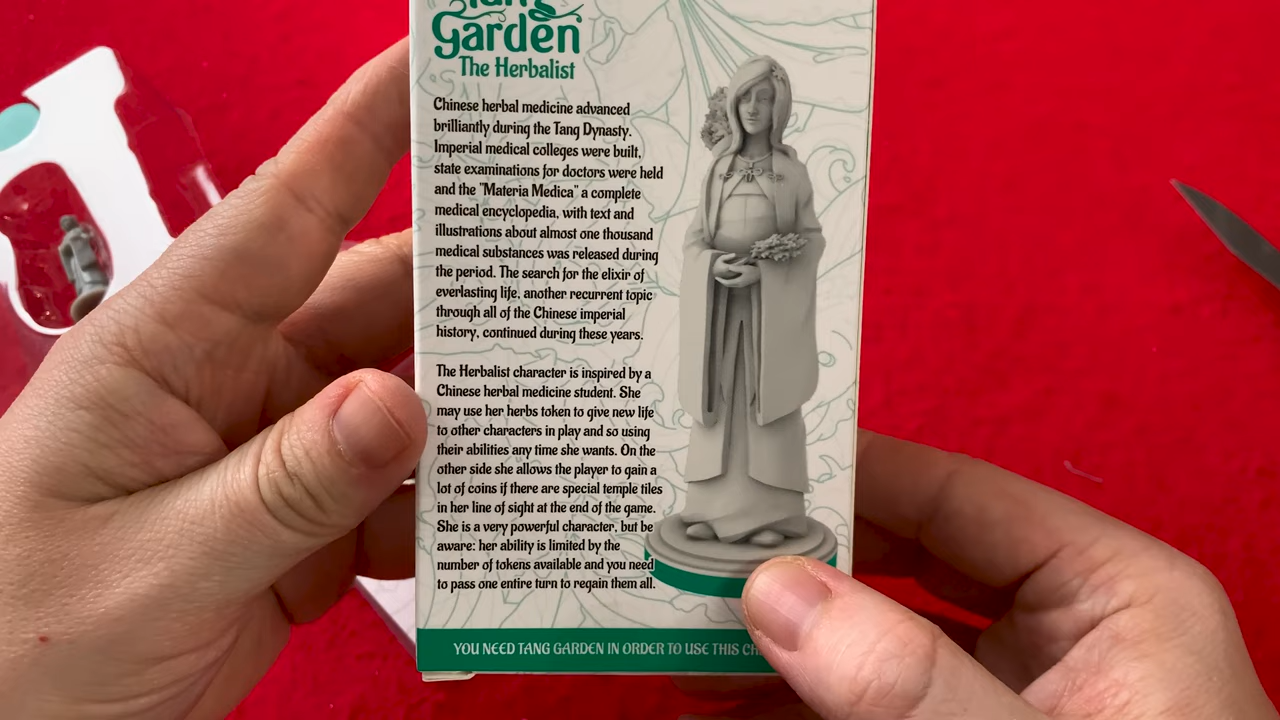 Tang
Garden
The Herbalist
Chinese herbal medicine advanced
brilliantly during the Tang Dynasty.
Imperial medical colleges were built,
state examinations for doctors were held
and the "Materia Medica" a complete
medical encyclopedia, with text and
illustrations about almost one thousand
medical substances was released during
the period. The search for the elixir of
everlasting life, another recurrent topic
through all of the Chinese imperial
history, continued during these years.
The Herbalist character is inspired by a
Chinese herbal medicine student. She
may use her herbs token to give new life
to other characters in play and so using
their abilities any time she wants. On the
other side she allows the player to gain a
lot of coins if there are special temple tiles
in her line of sight at the end of the game.
She is a very powerful character, but be
aware: her ability is limited by the
number of tokens available and you need
to pass one entire turn to regain them all.
YOU NEED TANG GARDEN IN ORDER TO USE THIS